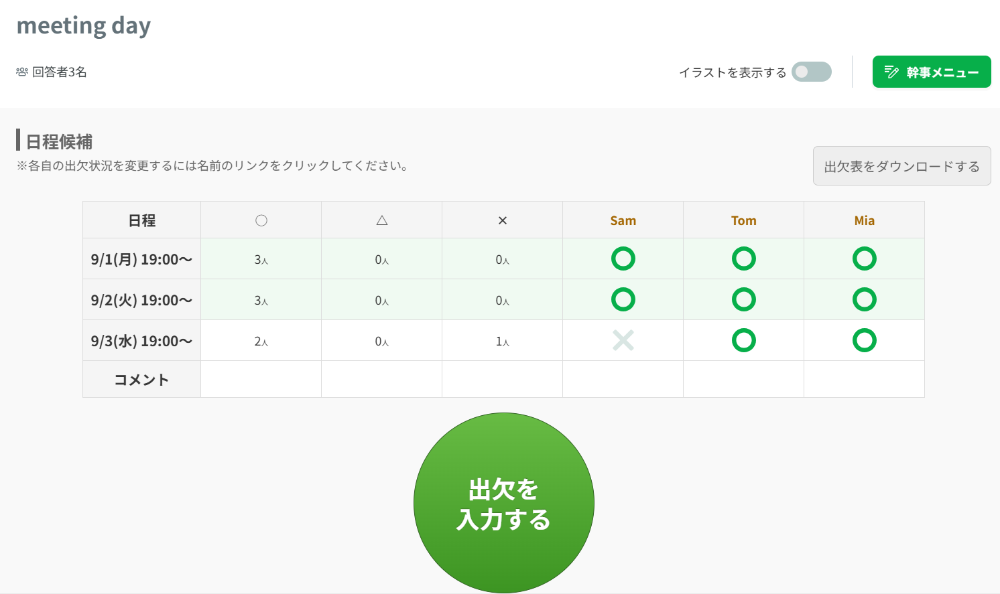 meeting day
回答者3名
イラストを表示する
幹事メニュー
日程候補
※各自の出欠状況を変更するには名前のリンクをクリックしてください。
出欠表をダウンロードする
日程 ◯ △ × Sam Tom Mia
9/1(月) 19:00〜 3人 0人 0人
9/2(火) 19:00〜 3人 0人 0人
9/3(水) 19:00〜 2人 0人 1人
コメント
出欠を
入力する